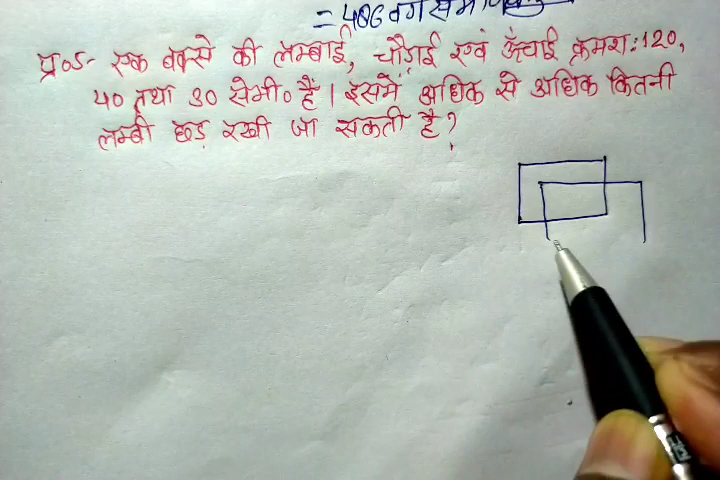 = 486 वर्ग सेमी
प्र०5- एक बक्से की लम्बाई, चौड़ाई एवं ऊँचाई क्रमश: 120,
40 तथा 30 सेमी० हैं। इसमें अधिक से अधिक कितनी
लम्बी छड़ रखी जा सकती है?